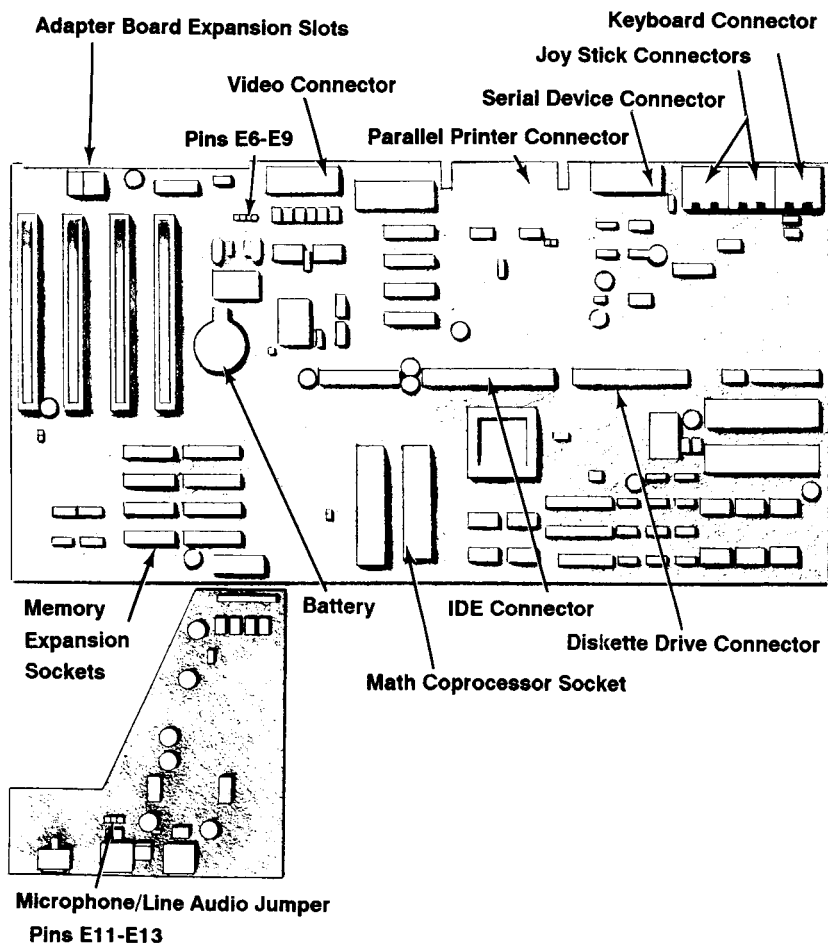 Keyboard Connector
Adapter Board Expansion Slots
Joy Stick Connectors
Video Connector
Serial Device Connector
Pins E6-E9
Parallel Printer Connector
Memory
Expansion
Sockets
Battery
IDE Connector
Diskette Drive Connector
Math Coprocessor Socket
Microphone/Line Audio Jumper
Pins E11-E13